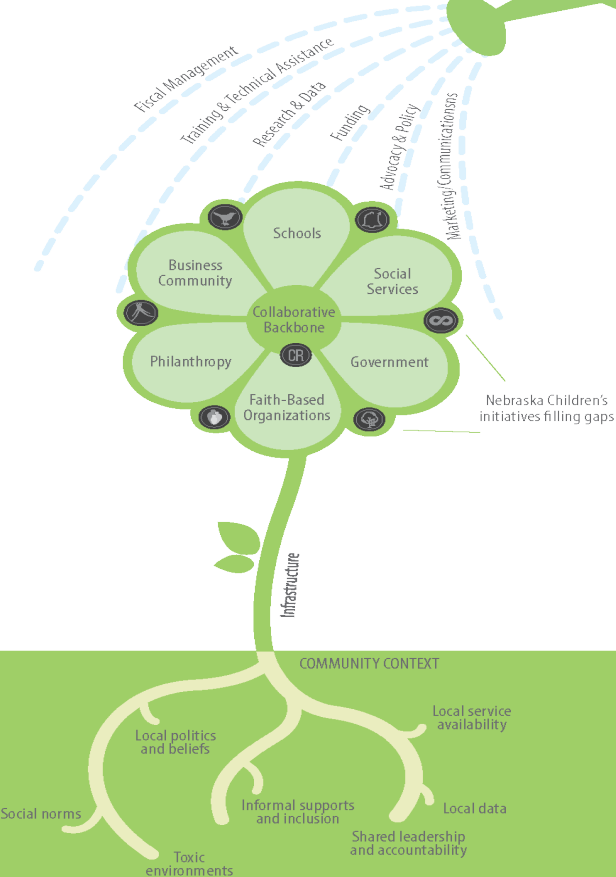 Fiscal Management
Training & Technical Assistance
Research & Data
Funding
Advocacy & Policy
Marketing/Communicationsns
Schools
Business
Community
Social
Services
Collaborative
Backbone
CR
Philanthropy
Government
Faith-Based
Organizations
Nebraska Children's
initiatives filling gaps
Infrastructure
COMMUNITY CONTEXT
Local service
availability
Local politics
and beliefs
Informal supports
and inclusion
Local data
Social norms
Shared leadership
and accountability
Toxic
environments